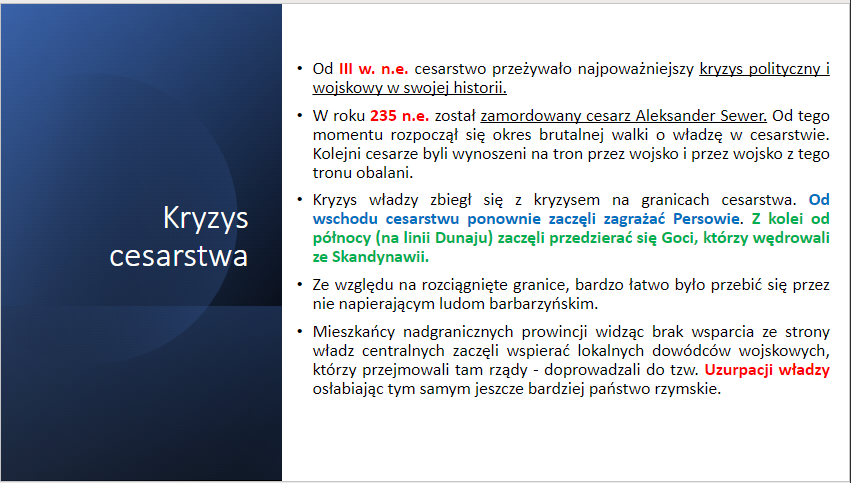 Kryzys
cesarstwa
• Od III w. n.e. cesarstwo przeżywało najpoważniejszy kryzys polityczny i
wojskowy w swojej historii.
• W roku 235 n.e. został zamordowany cesarz Aleksander Sewer. Od tego
momentu rozpoczął się okres brutalnej walki o władzę w cesarstwie.
Kolejni cesarze byli wynoszeni na tron przez wojsko i przez wojsko z tego
tronu obalani.
• Kryzys władzy zbiegł się z kryzysem na granicach cesarstwa. Od
wschodu cesarstwu ponownie zaczęli zagrażać Persowie. Z kolei od
północy (na linii Dunaju) zaczęli przedzierać się Goci, którzy wędrowali
ze Skandynawii.
• Ze względu na rozciągnięte granice, bardzo łatwo było przebić się przez
nie napierającym ludom barbarzyńskim.
• Mieszkańcy nadgranicznych prowincji widząc brak wsparcia ze strony
władz centralnych zaczęli wspierać lokalnych dowódców wojskowych,
którzy przejmowali tam rządy - doprowadzali do tzw. Uzurpacji władzy
osłabiając tym samym jeszcze bardziej państwo rzymskie.